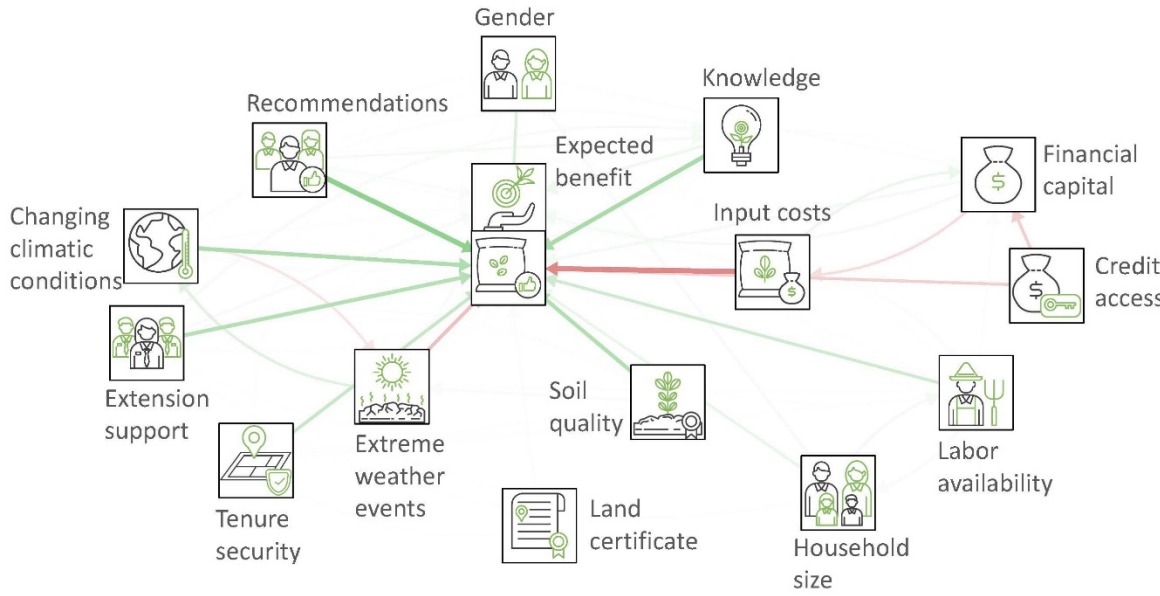 Gender
Knowledge
Recommendations
Expected
benefit
Financial
capital
Changing
climatic
conditions
Input costs
Credit
access
Extension
support
Soil
quality
Extreme
weather
events
Labor
availability
Tenure
security
Land
certificate
Household
size
$
$
$